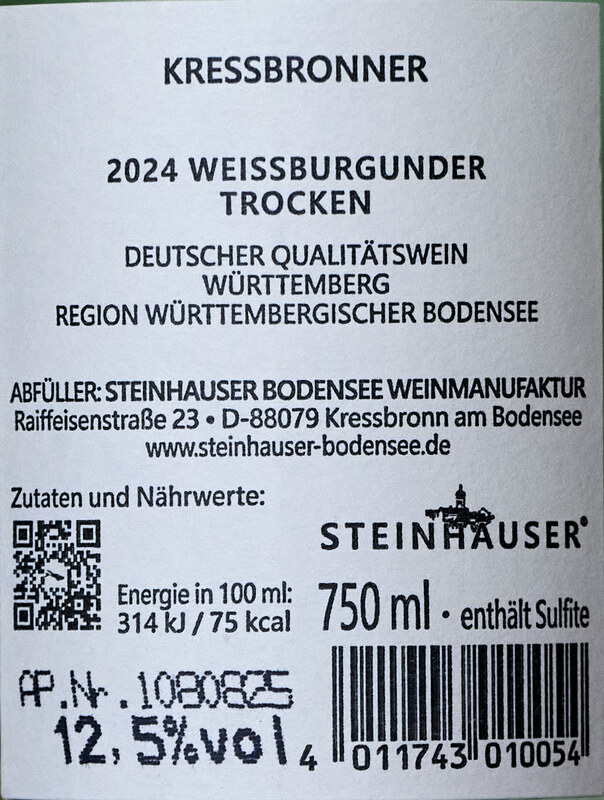 KRESSBRONNER
2024 WEISSBURGUNDER
TROCKEN
DEUTSCHER QUALITÄTSWEIN
WÜRTTEMBERG
REGION WÜRTTEMBERGISCHER BODENSEE
ABFÜLLER: STEINHAUSER BODENSEE WEINMANUFAKTUR
Raiffeisenstraße 23 • D-88079 Kressbronn am Bodensee
www.steinhauser-bodensee.de
Zutaten und Nährwerte:
STEINHAUSER®
Energie in 100 ml:
314 kJ / 75 kcal
750 ml · enthält Sulfite
AP.Nr.1080825
12,5%vol
4 011743 010054